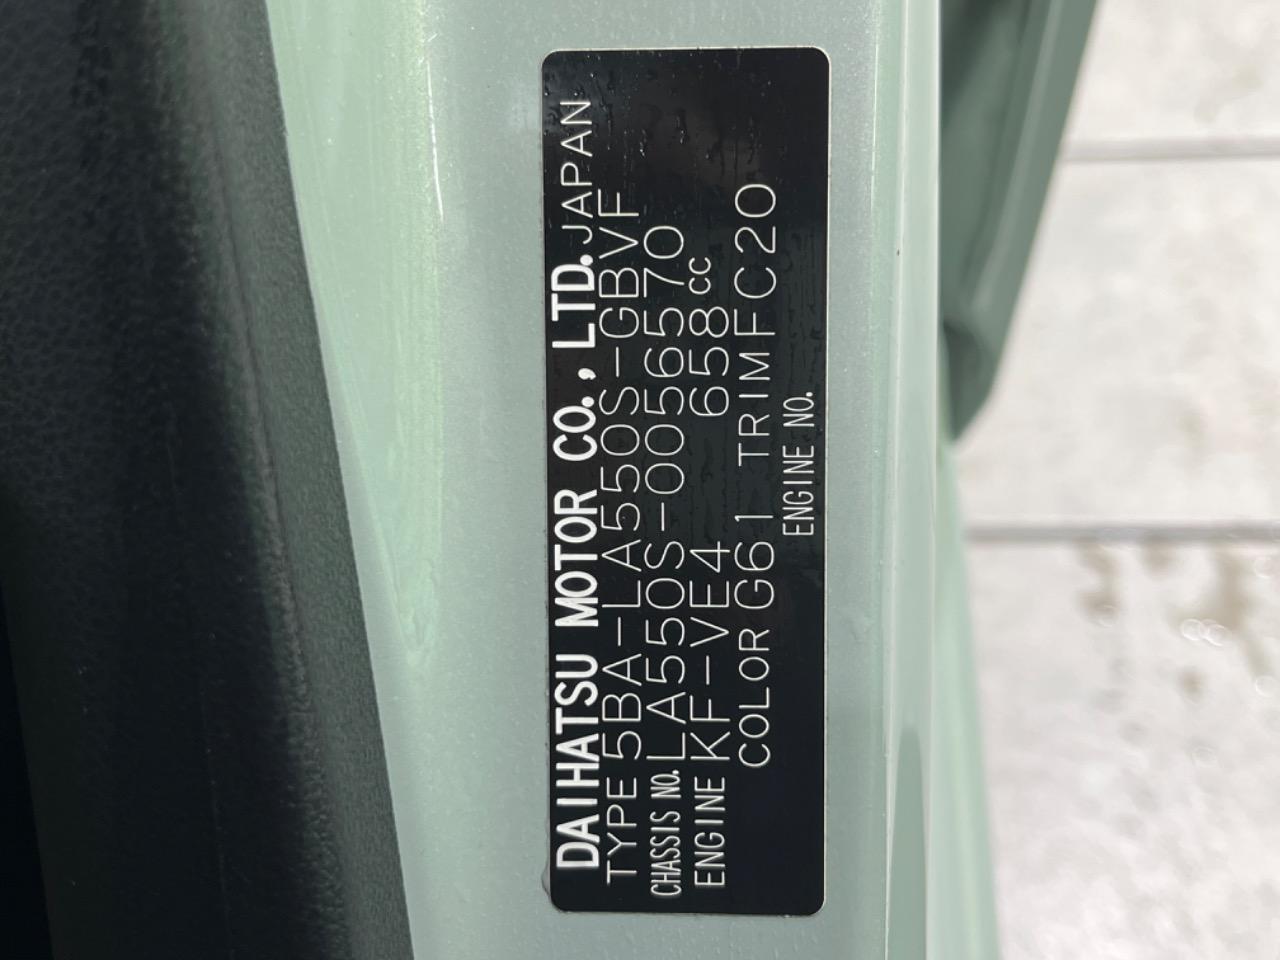 DAIHATSU MOTOR CO., LTD. JAPAN
TYPE 5BA-LA550S-GBVF
CHASSIS NO. LA550S-0056570
ENGINE KF-VE4 658cc
COLOR G61 TRIM FC20
ENGINE NO.